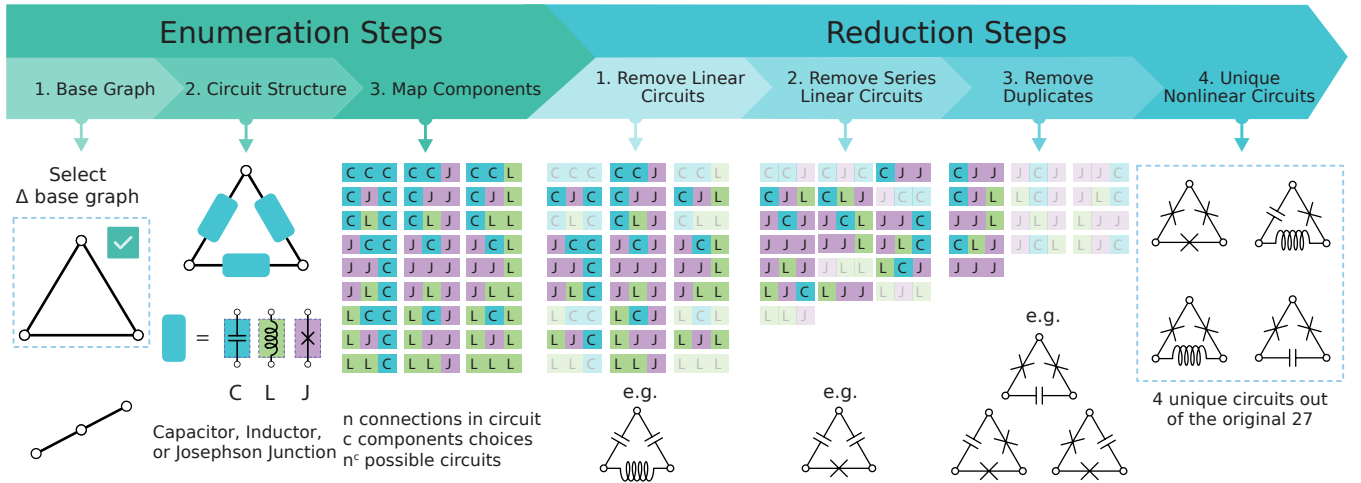 Enumeration Steps
Reduction Steps
1. Base Graph
2. Circuit Structure
3. Map Components
1. Remove Linear
Circuits
2. Remove Series
Linear Circuits
3. Remove
Duplicates
4. Unique
Nonlinear Circuits
Select
Δ base graph
C L J
Capacitor, Inductor,
or Josephson Junction
=
C C C C C J C C L
C J C C J J C J L
C L C C L J C L L
J C C J C J J C L
J J C J J J J J L
J L C J L J J L L
L C C L C J L C L
L J C L J J L J L
L L C L L J L L L
n connections in circuit
c components choices
nᶜ possible circuits
C C C C C J C C L
C J C C J J C J L
C L C C L J C L L
J C C J C J J C L
J J C J J J J J L
J L C J L J J L L
L C C L C J L C L
L J C L J J L J L
L L C L L J L L L
e.g.
C C J C J C C J J
C J L C L J J C C
J C J J C L J J C
J J J J J L J L C
J L J J L L L C J
L J C L J J L J L
L L J
e.g.
C J J J C J J J C
C J L L C J J L C
J J L J L J L J J
C L J J C L L J C
J J J
e.g.
4 unique circuits out
of the original 27